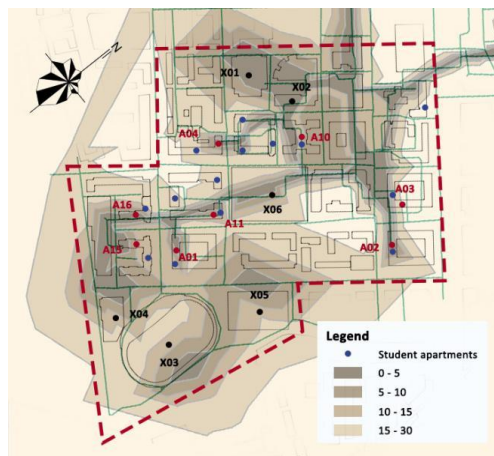 N
X01
X02
A04
A10
A03
A16
X06
A11
A15
A01
A02
X04
X05
X03
Legend
Student apartments
0 - 5
5 - 10
10 - 15
15 - 30